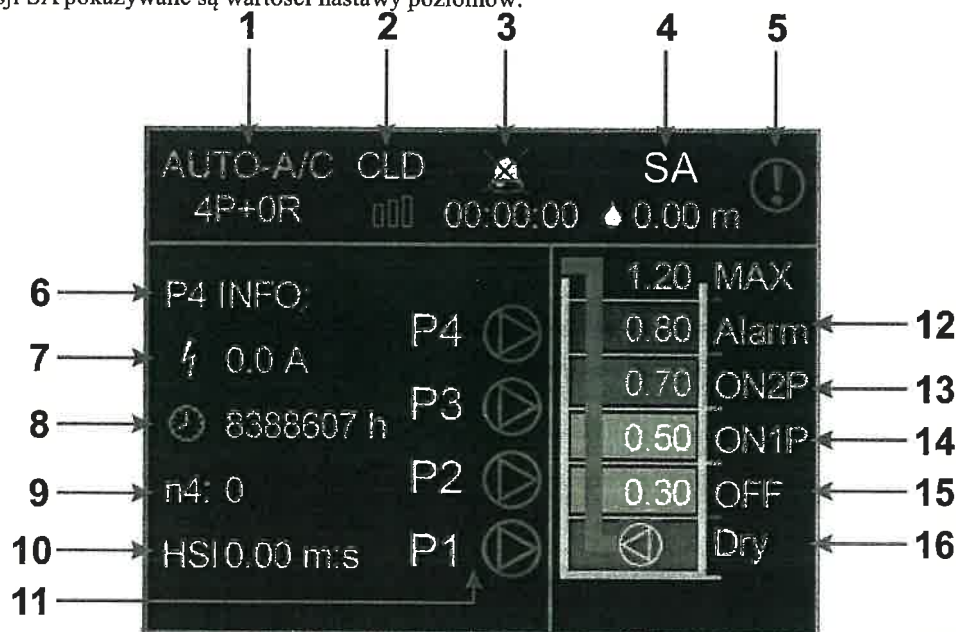 SA pokazywane są wartości nastawy poziomów.
1 2 3 4 5
AUTO-A/C CLD SA
4P+0R 00:00:00 0.00 m
6 P4 INFO:
7 0.0 A
8 8388607 h
9 n4: 0
10 HSI 0.00 m:s
11
P4
P3
P2
P1
1.20 MAX
0.80 Alarm 12
0.70 ON2P 13
0.50 ON1P 14
0.30 OFF 15
Dry 16